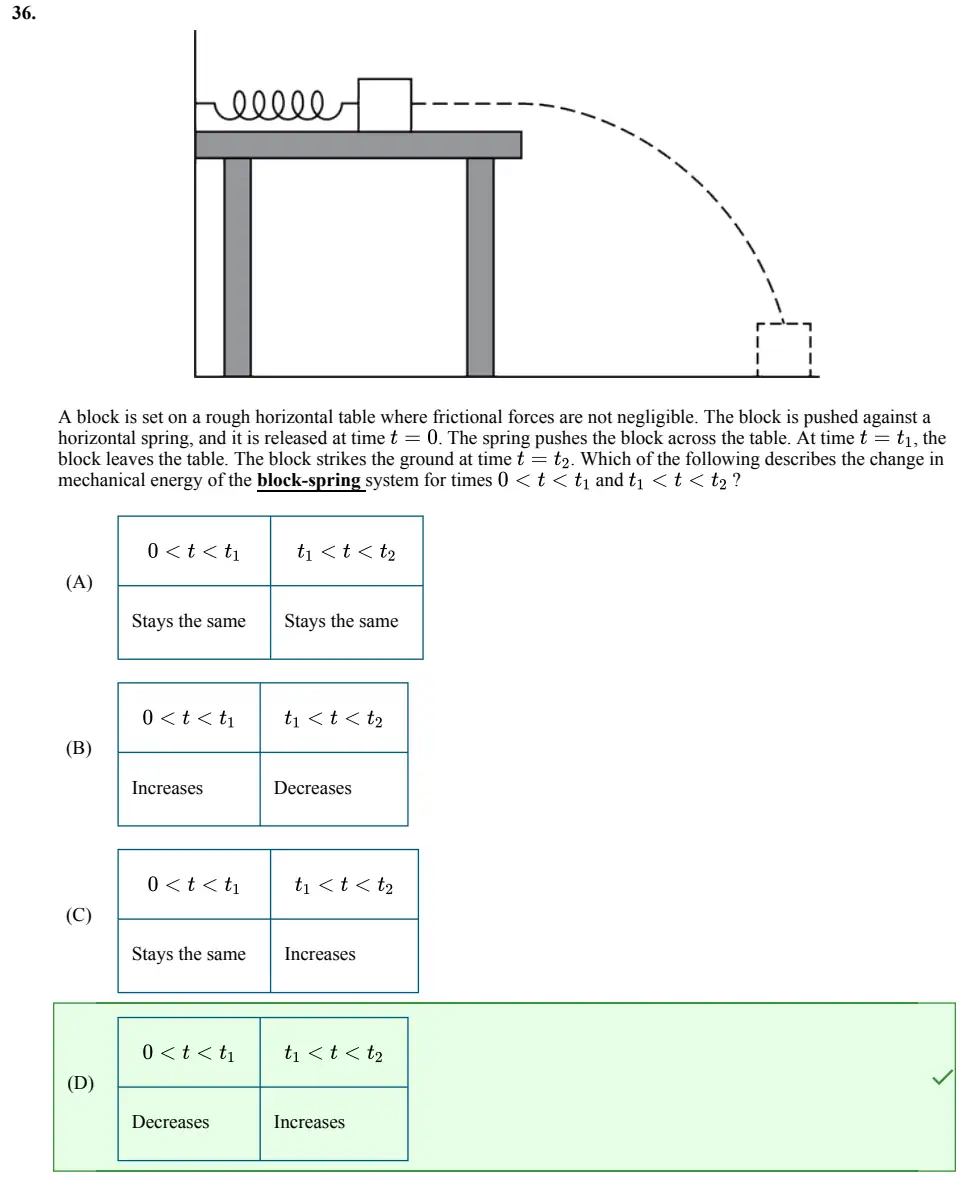 36.
A block is set on a rough horizontal table where frictional forces are not negligible. The block is pushed against a
horizontal spring, and it is released at time t = 0. The spring pushes the block across the table. At time t = t₁, the
block leaves the table. The block strikes the ground at time t = t₂. Which of the following describes the change in
mechanical energy of the block-spring system for times 0 < t < t₁ and t₁ < t < t₂ ?
0 < t < t₁ t₁ < t < t₂
(A)
Stays the same Stays the same
0 < t < t₁ t₁ < t < t₂
(B)
Increases Decreases
0 < t < t₁ t₁ < t < t₂
(C)
Stays the same Increases
0 < t < t₁ t₁ < t < t₂
(D)
Decreases Increases